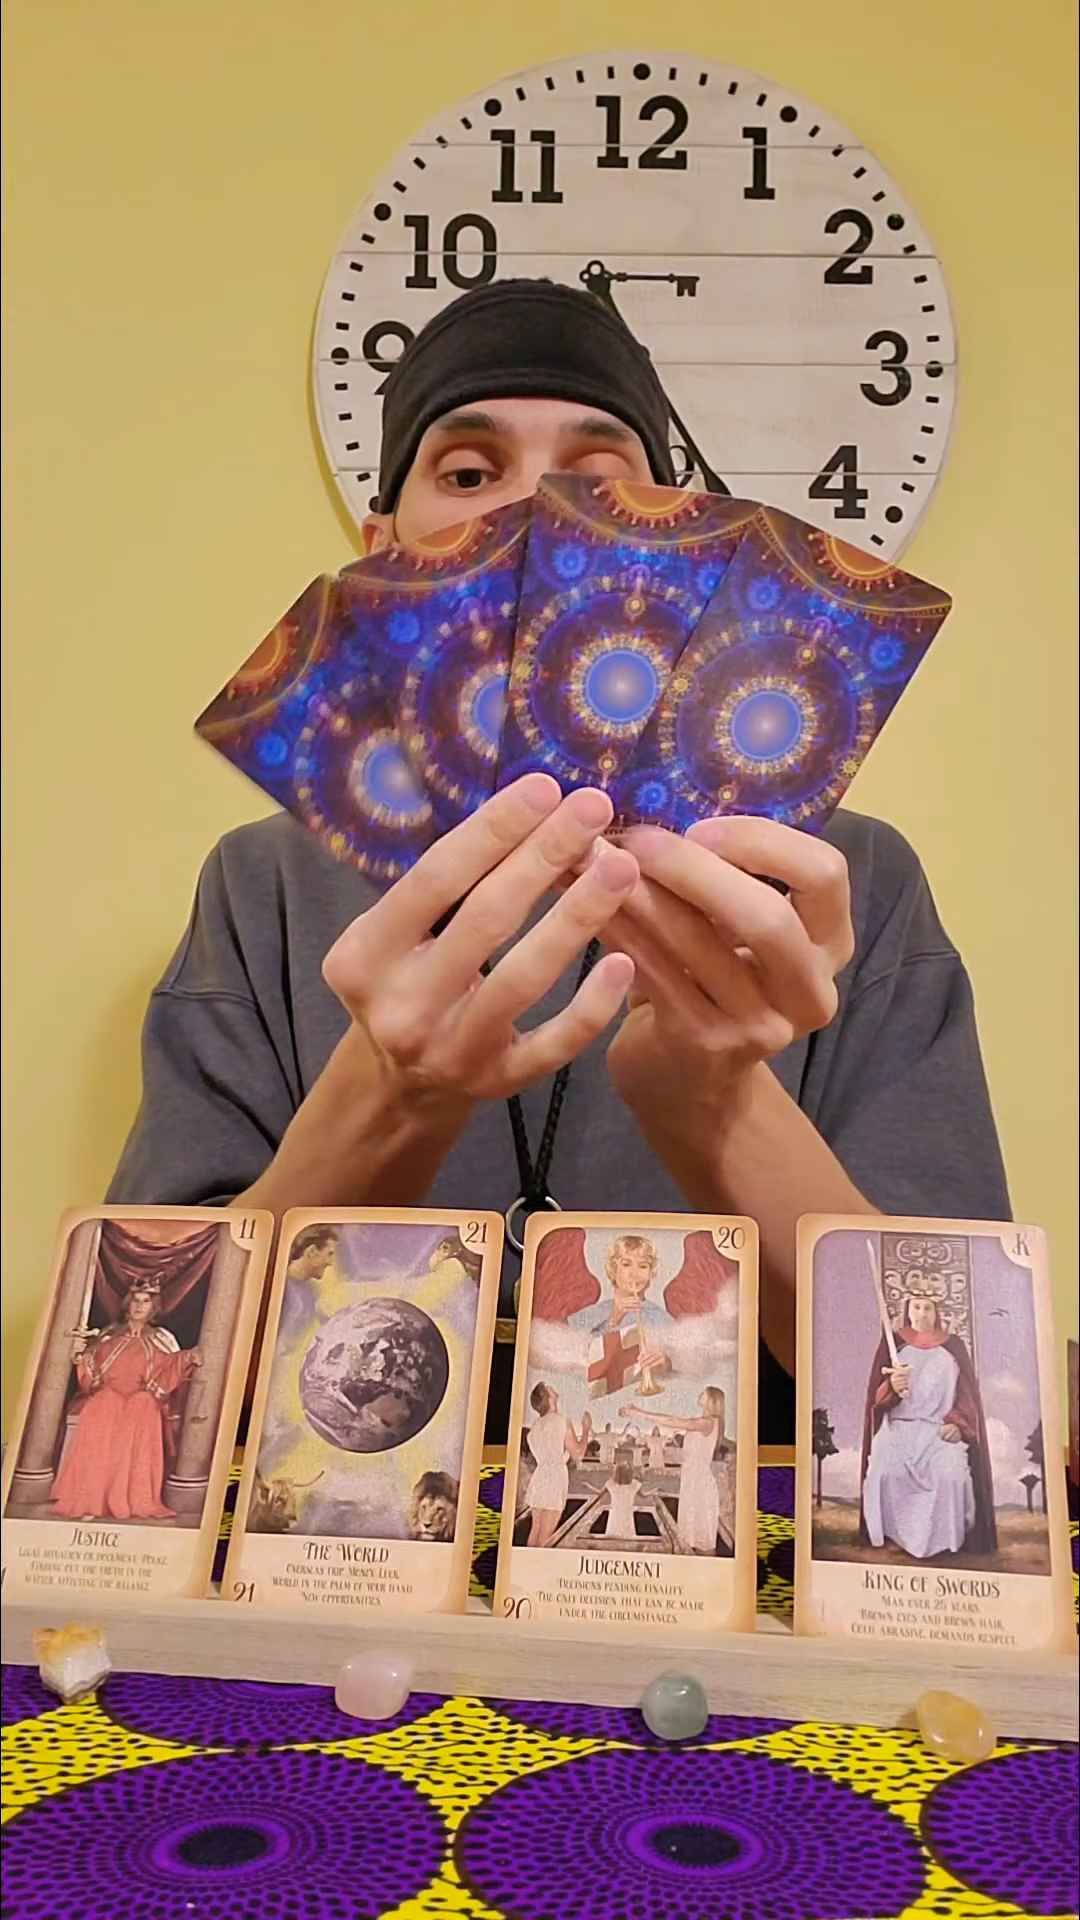 12
11
1
10
2
9
3
4
11
JUSTICE
LEGAL SITUATION OR DOCUMENT. POLICE.
FINDING OUT THE TRUTH IN THE
MATTER AFFECTING THE BALANCE.
21
THE WORLD
OVERSEAS TRIP. MONEY LUCK.
WORLD IN THE PALM OF YOUR HAND.
NEW OPPORTUNITIES.
21
20
JUDGEMENT
DECISIONS PENDING FINALITY.
THE ONLY DECISION THAT CAN BE MADE
UNDER THE CIRCUMSTANCES.
20
K
KING OF SWORDS
MAN OVER 25 YEARS.
BROWN EYES AND BROWN HAIR.
COLD, ABRASIVE, DEMANDS RESPECT.